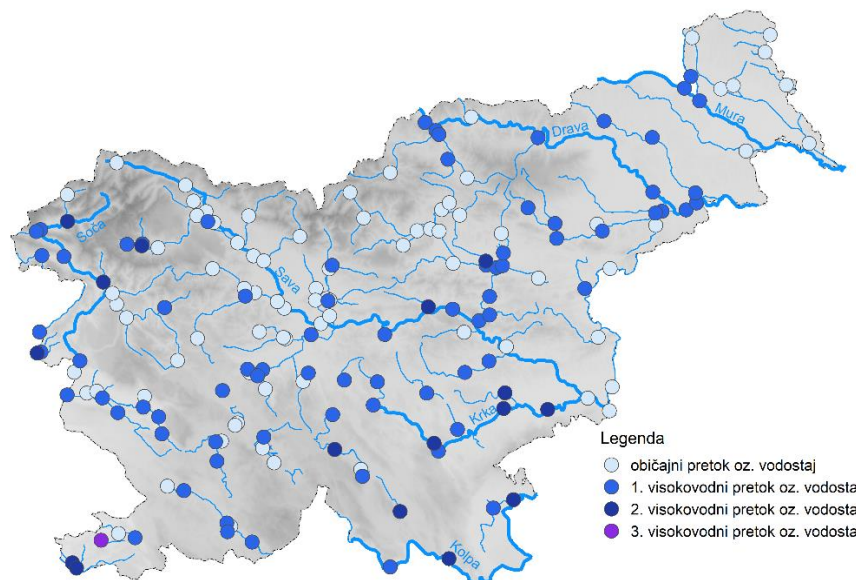 Mura
Drava
Soča
Sava
Krka
Kolpa
Legenda
običajni pretok oz. vodostaj
1. visokovodni pretok oz. vodosta
2. visokovodni pretok oz. vodosta
3. visokovodni pretok oz. vodosta